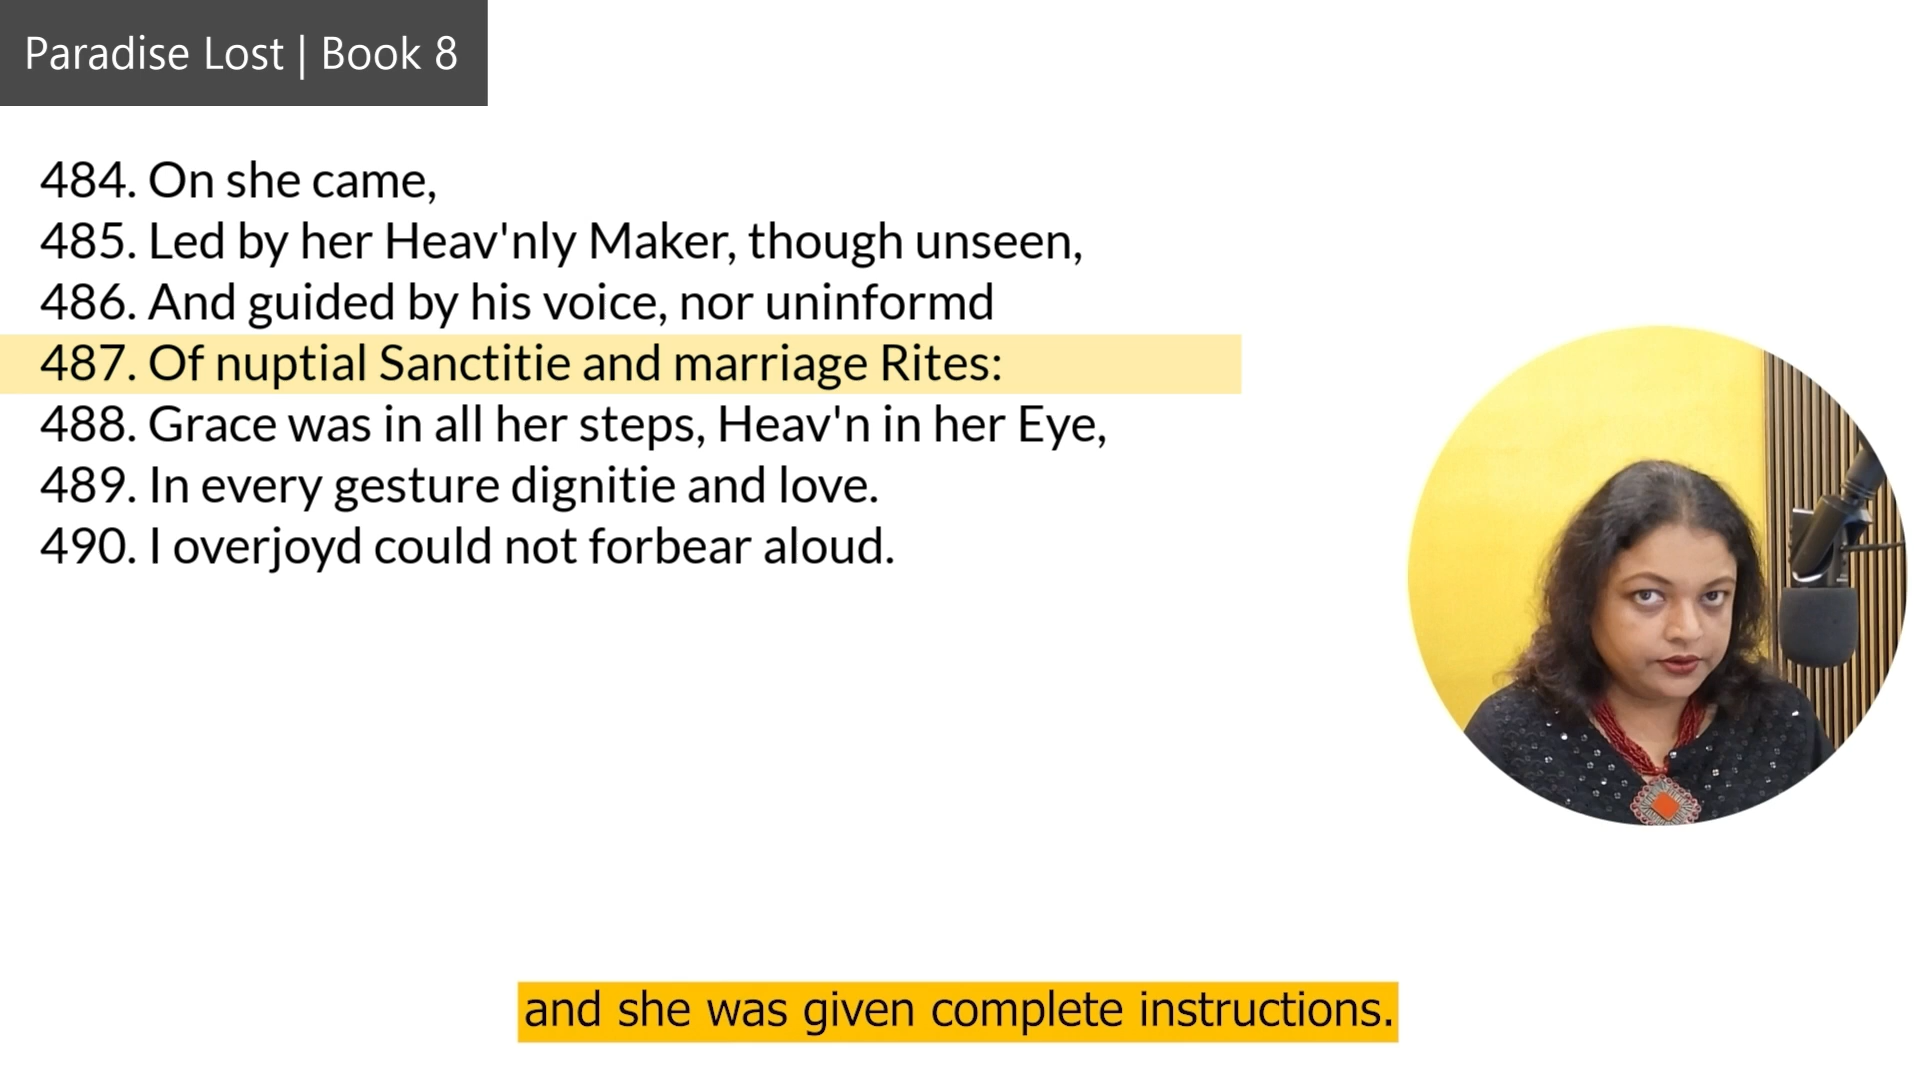 Paradise Lost | Book 8
484. On she came,
485. Led by her Heav'nly Maker, though unseen,
486. And guided by his voice, nor uninformd
487. Of nuptial Sanctitie and marriage Rites:
488. Grace was in all her steps, Heav'n in her Eye,
489. In every gesture dignitie and love.
490. I overjoyd could not forbear aloud.
and she was given complete instructions.